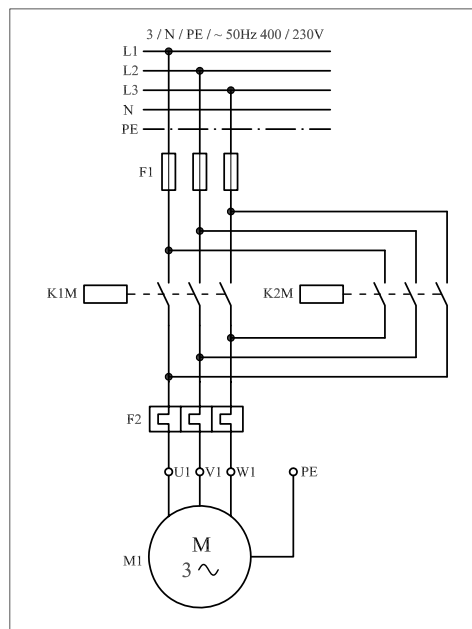 3 / N / PE / ~ 50Hz 400 / 230V
L1
L2
L3
N
PE
F1
K1M
K2M
F2
U1 V1 W1 PE
M1
M
3 ~